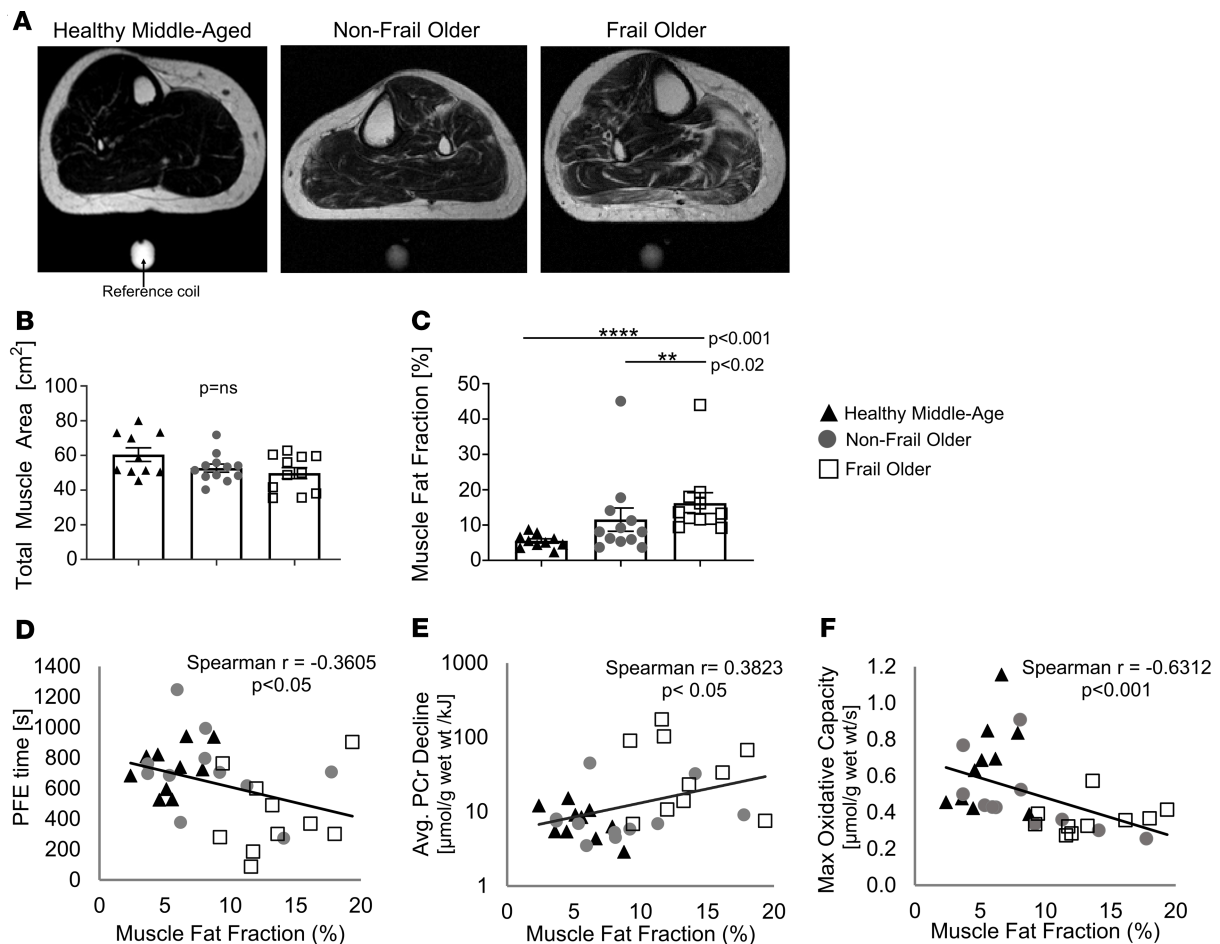 A
Healthy Middle-Aged
Non-Frail Older
Frail Older
Reference coil
B
Total Muscle Area [cm²]
100
80
60
40
20
0
p=ns
C
Muscle Fat Fraction [%]
50
40
30
20
10
0
**** p<0.001
** p<0.02
Healthy Middle-Age
Non-Frail Older
Frail Older
D
PFE time [s]
1400
1200
1000
800
600
400
200
0
Spearman r = -0.3605
p<0.05
0 5 10 15 20
Muscle Fat Fraction (%)
E
Avg. PCr Decline
[µmol/g wet wt /kJ]
1000
100
10
1
Spearman r= 0.3823
p< 0.05
0 5 10 15 20
Muscle Fat Fraction (%)
F
Max Oxidative Capacity
[µmol/g wet wt/s]
1.2
1.0
0.8
0.6
0.4
0.2
0.0
Spearman r = -0.6312
p<0.001
0 5 10 15 20
Muscle Fat Fraction (%)